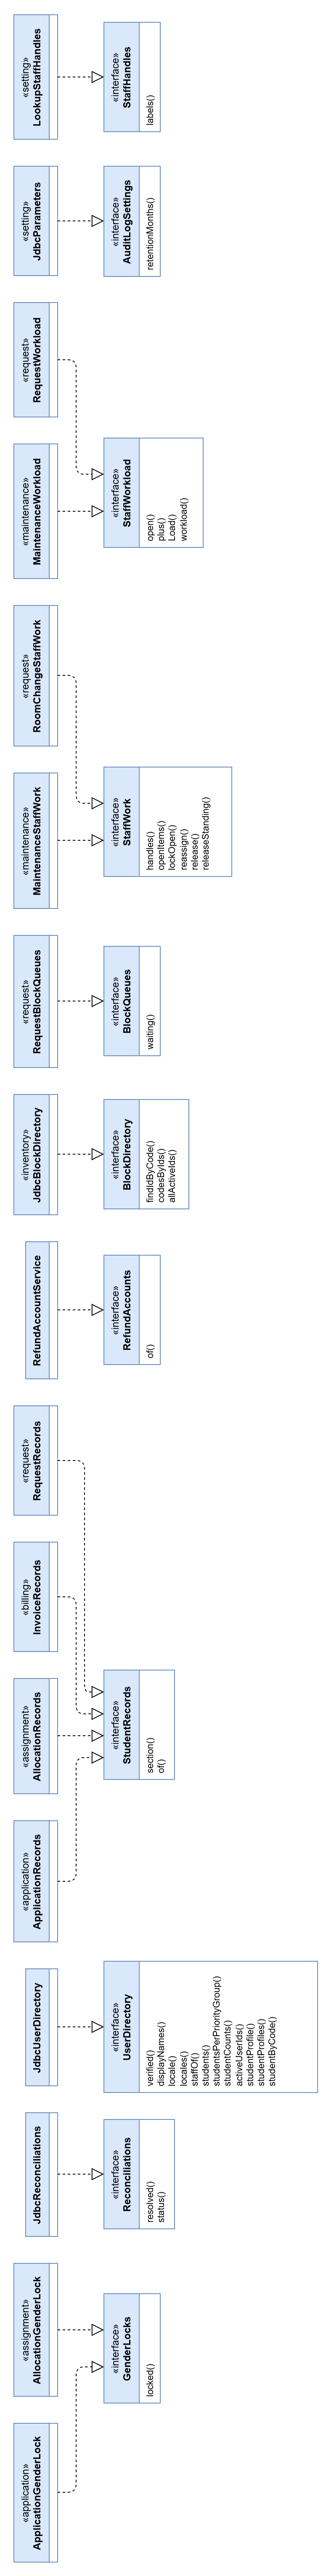 «application»
ApplicationGenderLock
«assignment»
AllocationGenderLock
«interface»
GenderLocks
locked()
JdbcReconciliations
«interface»
Reconciliations
resolved()
status()
JdbcUserDirectory
«interface»
UserDirectory
verified()
displayNames()
locale()
locales()
staffOf()
students()
studentsPerPriorityGroup()
studentCounts()
activeUserIds()
studentProfile()
studentProfiles()
studentByCode()
«application»
ApplicationRecords
«assignment»
AllocationRecords
«billing»
InvoiceRecords
«request»
RequestRecords
«interface»
StudentRecords
section()
of()
RefundAccountService
«interface»
RefundAccounts
of()
«inventory»
JdbcBlockDirectory
«interface»
BlockDirectory
findIdByCode()
codesByIds()
allActiveIds()
«request»
RequestBlockQueues
«interface»
BlockQueues
waiting()
«maintenance»
MaintenanceStaffWork
«request»
RoomChangeStaffWork
«interface»
StaffWork
handles()
openItems()
lockOpen()
reassign()
release()
releaseStanding()
«maintenance»
MaintenanceWorkload
«request»
RequestWorkload
«interface»
StaffWorkload
open()
plus()
Load()
workload()
«setting»
JdbcParameters
«interface»
AuditLogSettings
retentionMonths()
«setting»
LookupStaffHandles
«interface»
StaffHandles
labels()